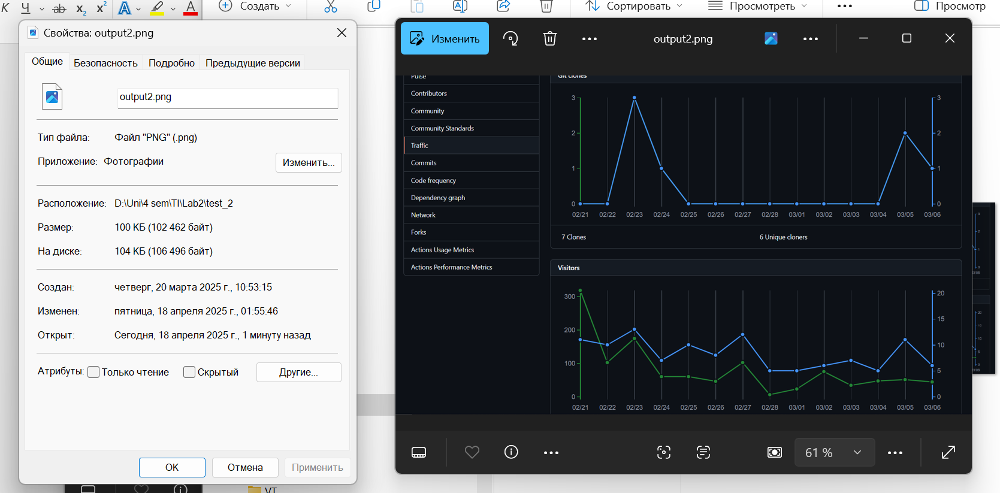 К Ч ab x₂ x² A A
Создать
Сортировать
Просмотреть
Просмотр
Свойства: output2.png
Общие
Безопасность
Подробно
Предыдущие версии
output2.png
Тип файла: Файл "PNG" (.png)
Приложение: Фотографии
Изменить...
Расположение: D:\Uni\4 sem\TI\Lab2\test_2
Размер: 100 КБ (102 462 байт)
На диске: 104 КБ (106 496 байт)
Создан: четверг, 20 марта 2025 г., 10:53:15
Изменен: пятница, 18 апреля 2025 г., 01:55:46
Открыт: Сегодня, 18 апреля 2025 г., 1 минуту назад
Атрибуты: Только чтение Скрытый Другие...
ОК Отмена Применить
VT
Изменить
output2.png
Pulse
Contributors
Community
Community Standards
Traffic
Commits
Code frequency
Dependency graph
Network
Forks
Actions Usage Metrics
Actions Performance Metrics
Git clones
3 3
2 2
1 1
0 0
02/21 02/22 02/23 02/24 02/25 02/26 02/27 02/28 03/01 03/02 03/03 03/04 03/05 03/06
7 Clones
6 Unique cloners
Visitors
300 20
15
200
10
100
5
0 0
02/21 02/22 02/23 02/24 02/25 02/26 02/27 02/28 03/01 03/02 03/03 03/04 03/05 03/06
61 %